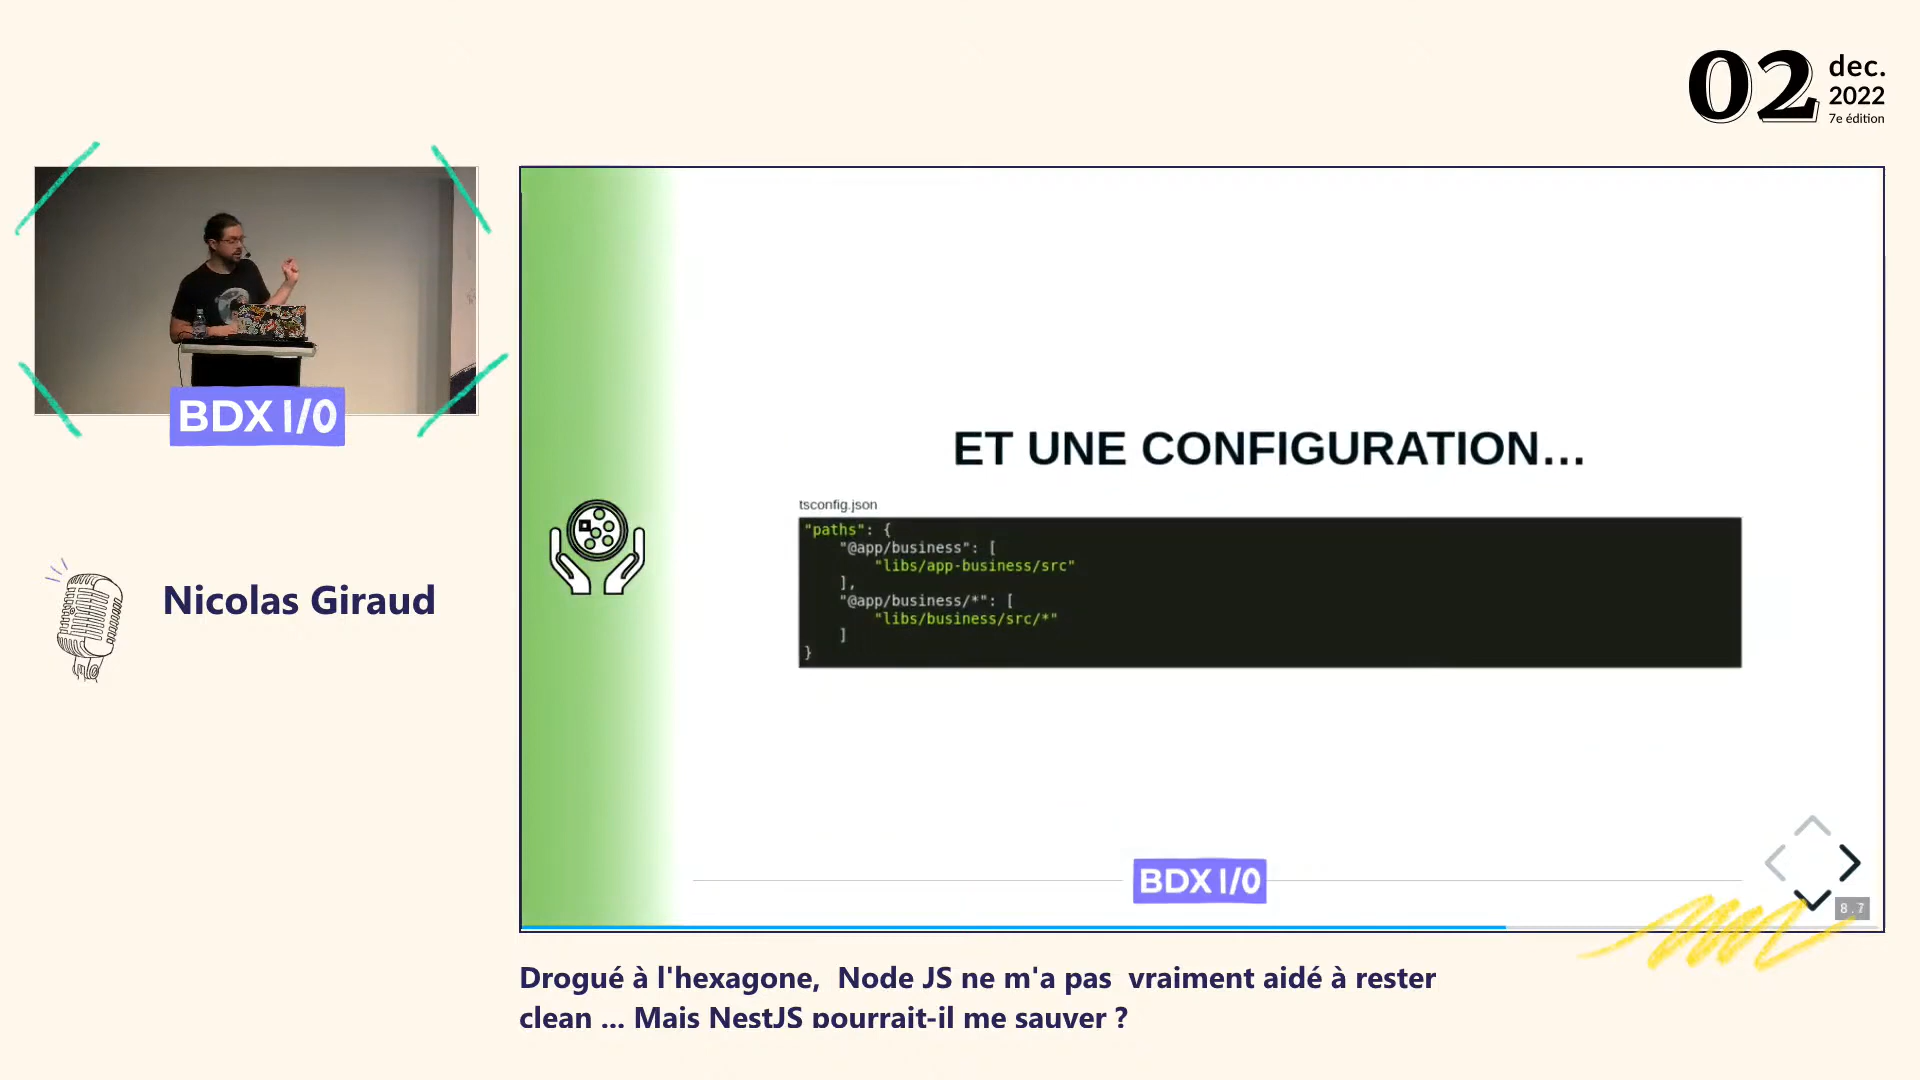 02
dec.
2022
7e édition
BDX I/O
Nicolas Giraud
ET UNE CONFIGURATION...
tsconfig.json
"paths": {
    "@app/business": [
        "libs/app-business/src"
    ],
    "@app/business/*": [
        "libs/business/src/*"
    ]
}
BDX I/O
8.7
Drogué à l'hexagone,  Node JS ne m'a pas  vraiment aidé à rester
clean ... Mais NestJS pourrait-il me sauver ?